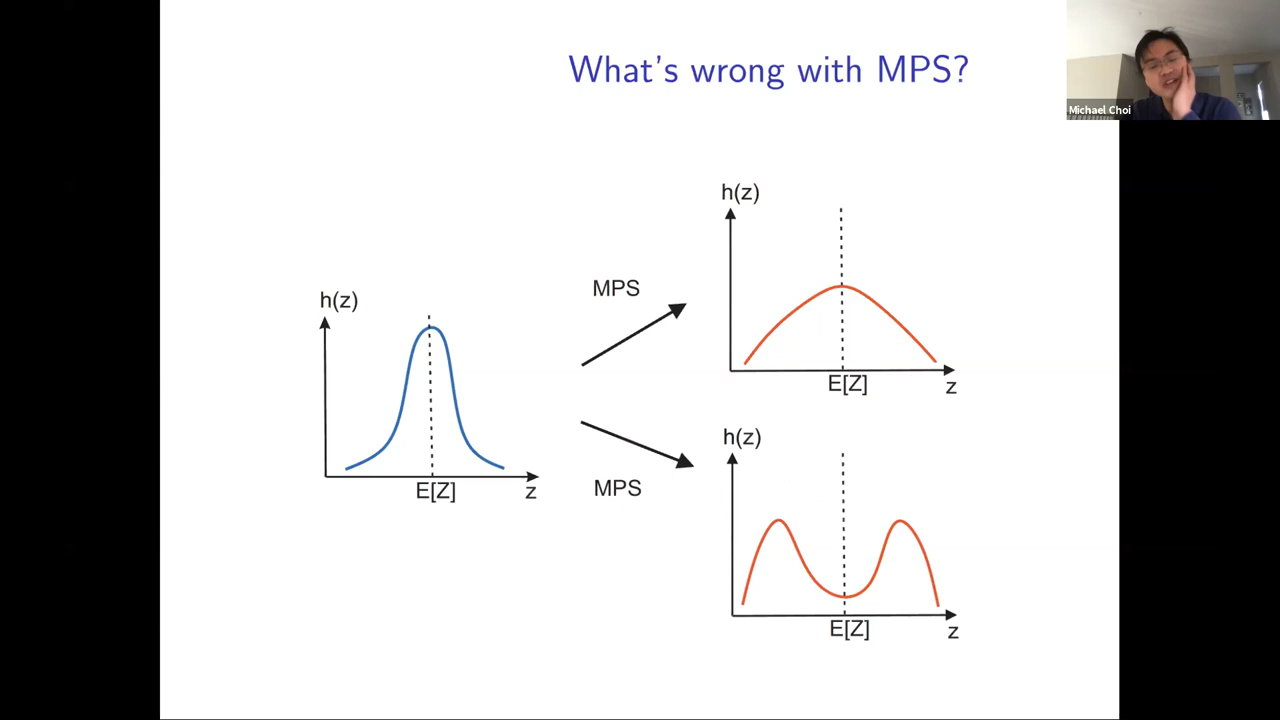 What's wrong with MPS?
Michael Choi
h(z)
E[Z]
z
MPS
MPS
h(z)
E[Z]
z
h(z)
E[Z]
z